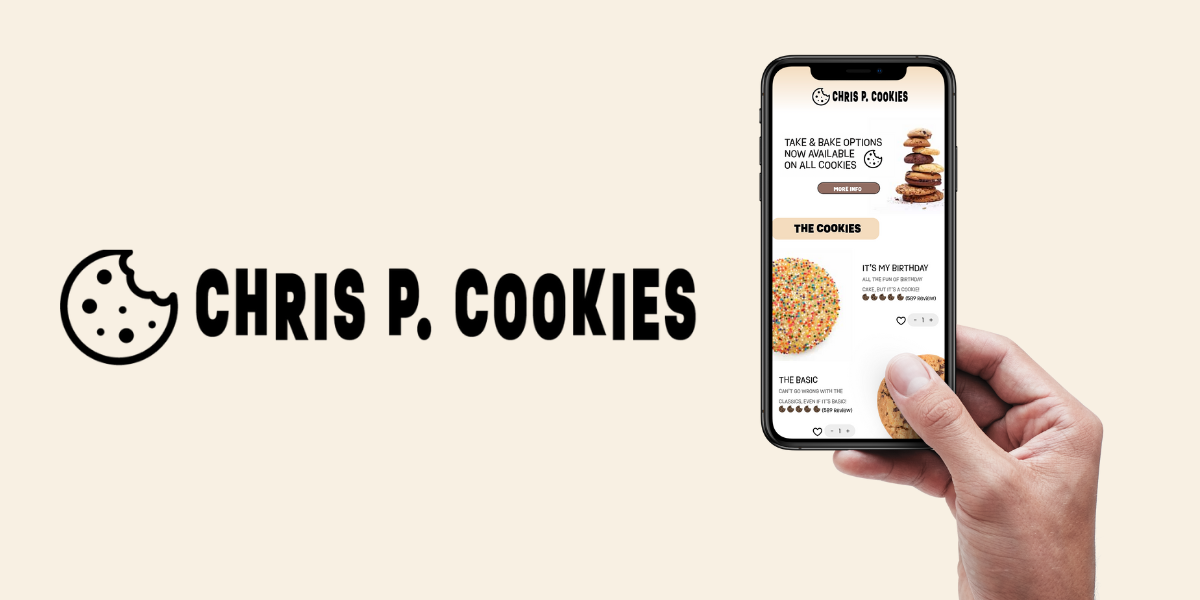 CHRIS P. COOKIES
CHRIS P. COOKIES
TAKE & BAKE OPTIONS
NOW AVAILABLE
ON ALL COOKIES
MORE INFO
THE COOKIES
IT'S MY BIRTHDAY
ALL THE FUN OF BIRTHDAY
CAKE, BUT IT'S A COOKIE!
(589 Review)
- 1 +
THE BASIC
CAN'T GO WRONG WITH THE
CLASSICS, EVEN IF IT'S BASIC!
(589 Review)
- 1 +